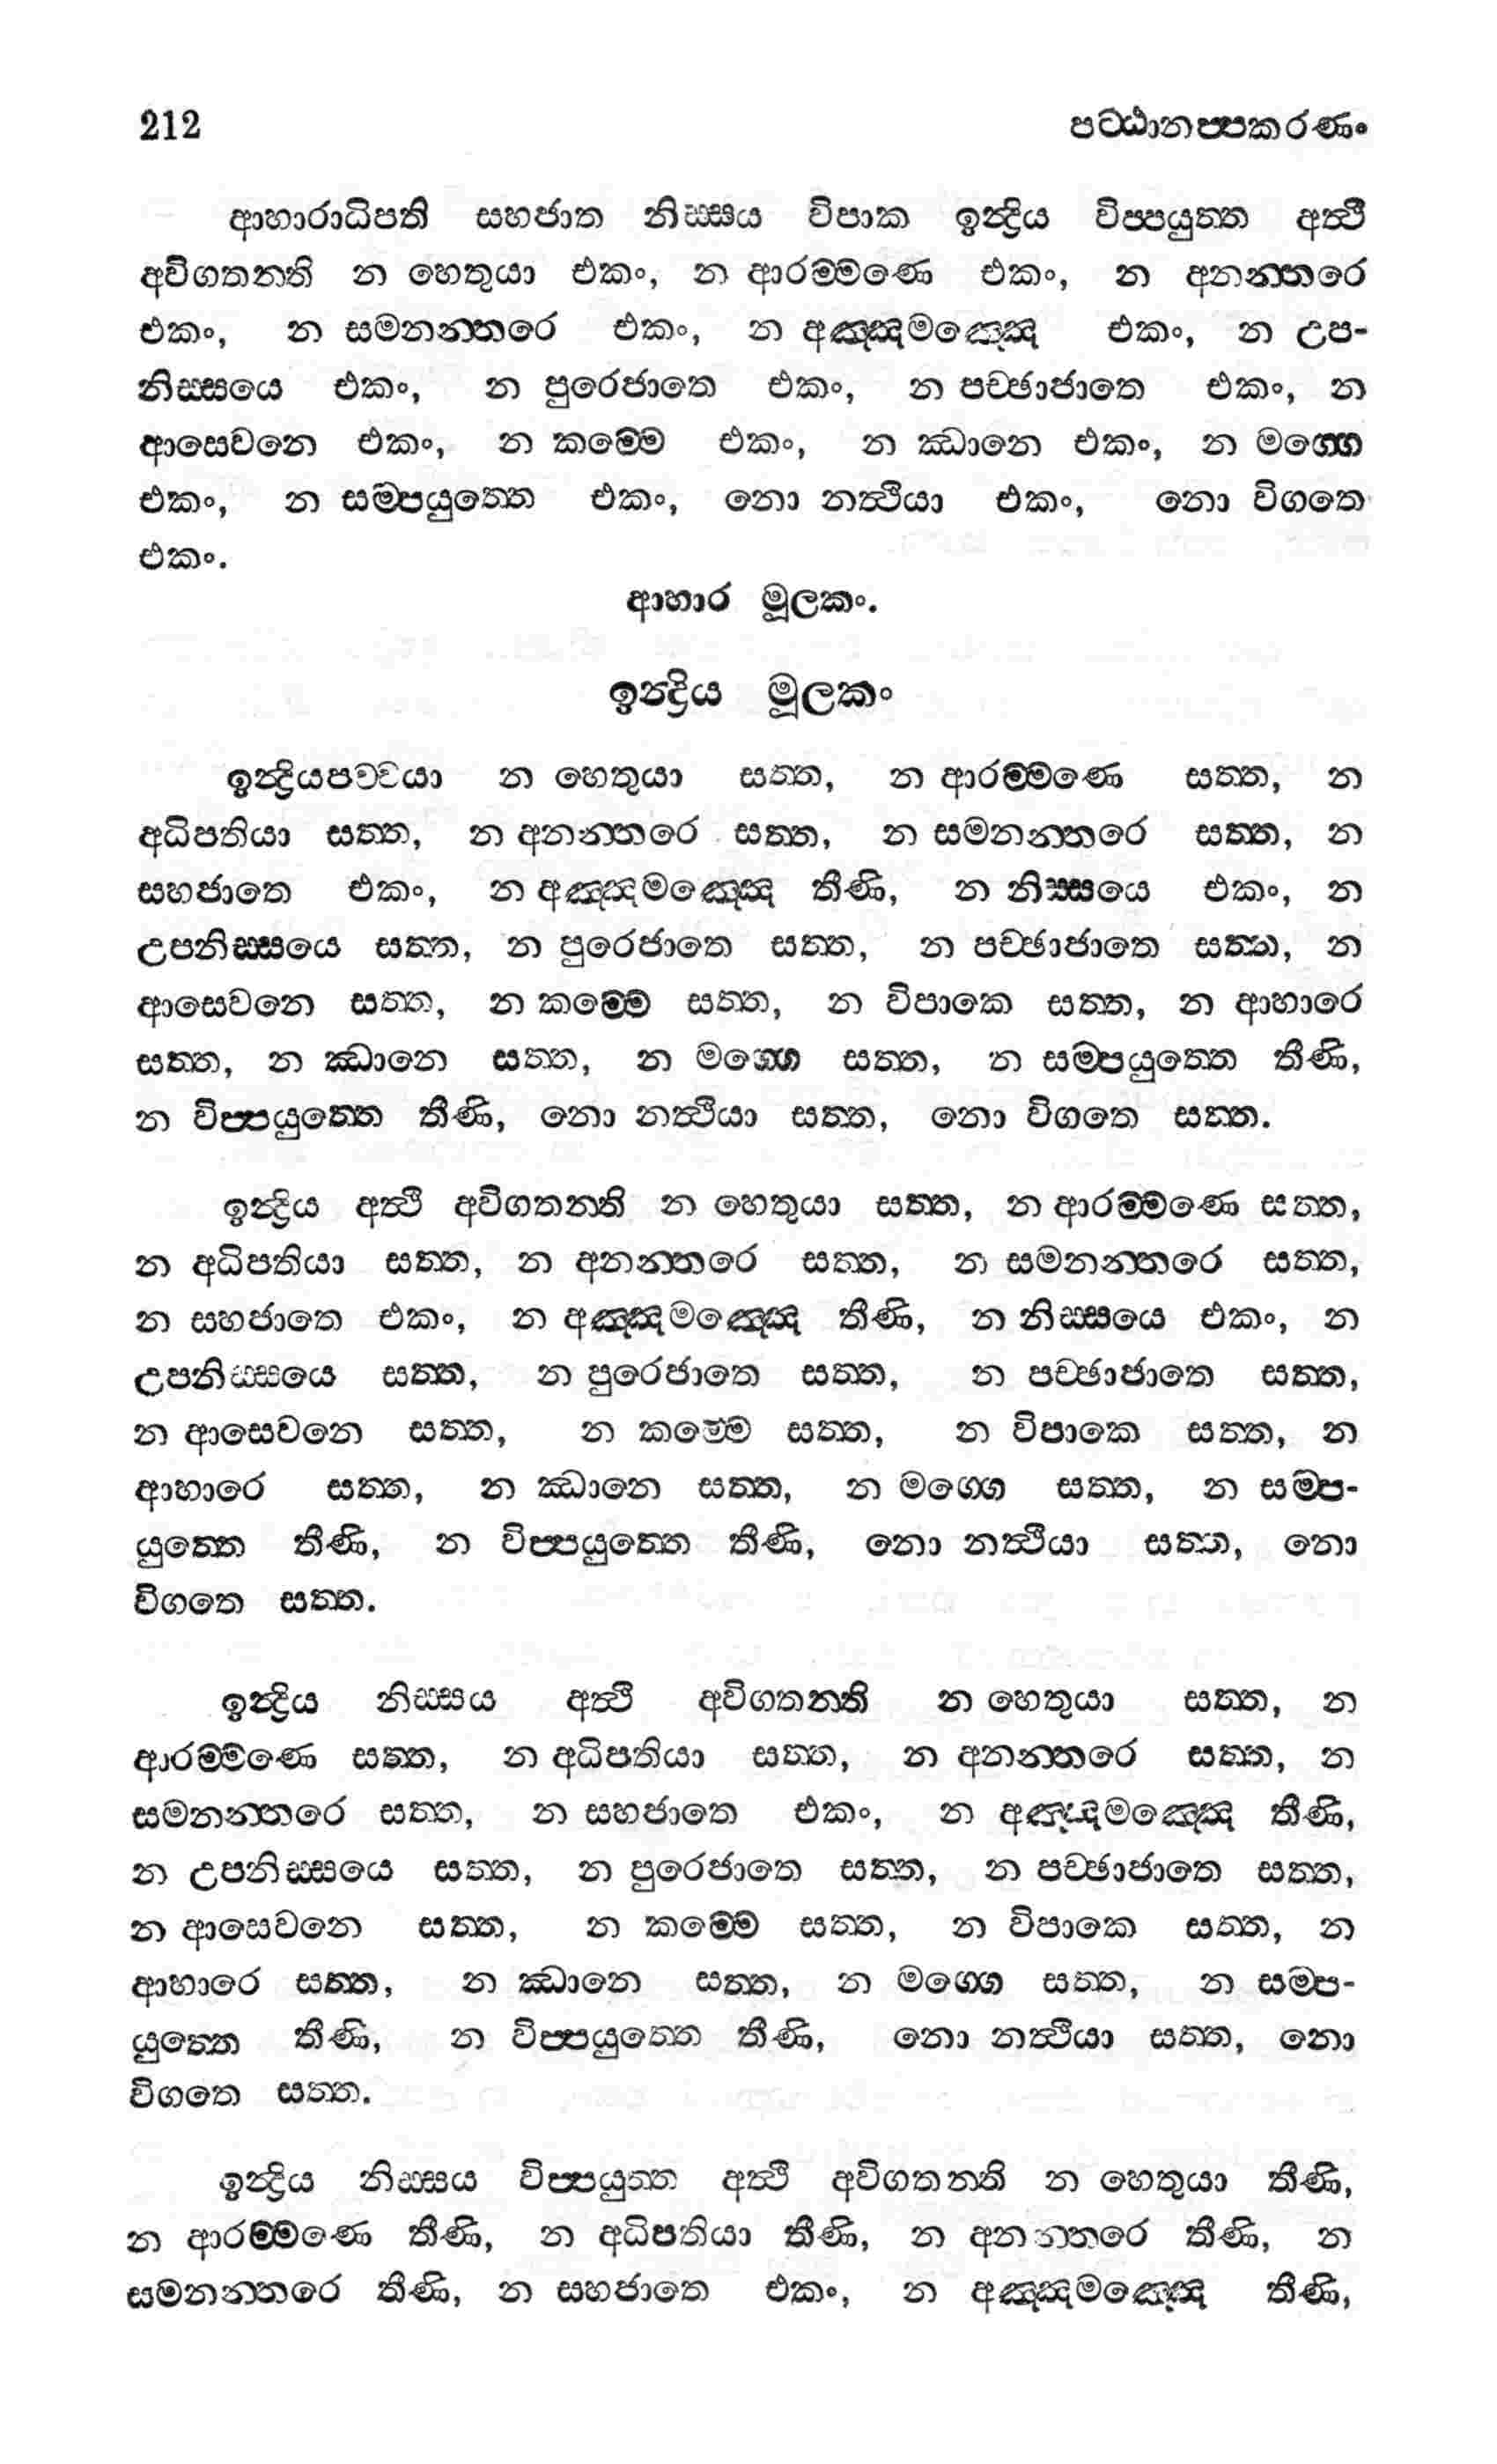 212 පට්ඨානප්පකරණං
ආහාරාධිපති සහජාත නිස්සය විපාක ඉන්ද්‍රිය විප්පයුත්ත අත්ථි
අවිගතන්ති න හෙතුයා එකං, න ආරම්මණෙ එකං, න අනන්තරෙ
එකං, න සමනන්තරෙ එකං, න අඤ්ඤමඤ්ඤෙ එකං, න උප-
නිස්සයෙ එකං, න පුරෙජාතෙ එකං, න පච්ඡාජාතෙ එකං, න
ආසෙවනෙ එකං, න කම්මෙ එකං, න ඣානෙ එකං, න මග්ගෙ
එකං, න සම්පයුත්තෙ එකං, නො නත්ථියා එකං, නො විගතෙ
එකං.
ආහාර මූලකං.
ඉන්ද්‍රිය මූලකං
ඉන්ද්‍රියපච්චයා න හෙතුයා සත්ත, න ආරම්මණෙ සත්ත, න
අධිපතියා සත්ත, න අනන්තරෙ සත්ත, න සමනන්තරෙ සත්ත, න
සහජාතෙ එකං, න අඤ්ඤමඤ්ඤෙ තීණි, න නිස්සයෙ එකං, න
උපනිස්සයෙ සත්ත, න පුරෙජාතෙ සත්ත, න පච්ඡාජාතෙ සත්ත, න
ආසෙවනෙ සත්ත, න කම්මෙ සත්ත, න විපාකෙ සත්ත, න ආහාරෙ
සත්ත, න ඣානෙ සත්ත, න මග්ගෙ සත්ත, න සම්පයුත්තෙ තීණි,
න විප්පයුත්තෙ තීණි, නො නත්ථියා සත්ත, නො විගතෙ සත්ත.
ඉන්ද්‍රිය අත්ථි අවිගතන්ති න හෙතුයා සත්ත, න ආරම්මණෙ සත්ත,
න අධිපතියා සත්ත, න අනන්තරෙ සත්ත, න සමනන්තරෙ සත්ත,
න සහජාතෙ එකං, න අඤ්ඤමඤ්ඤෙ තීණි, න නිස්සයෙ එකං, න
උපනිස්සයෙ සත්ත, න පුරෙජාතෙ සත්ත, න පච්ඡාජාතෙ සත්ත,
න ආසෙවනෙ සත්ත, න කම්මෙ සත්ත, න විපාකෙ සත්ත, න
ආහාරෙ සත්ත, න ඣානෙ සත්ත, න මග්ගෙ සත්ත, න සම්ප-
යුත්තෙ තීණි, න විප්පයුත්තෙ තීණි, නො නත්ථියා සත්ත, නො
විගතෙ සත්ත.
ඉන්ද්‍රිය නිස්සය අත්ථි අවිගතන්ති න හෙතුයා සත්ත, න
ආරම්මණෙ සත්ත, න අධිපතියා සත්ත, න අනන්තරෙ සත්ත, න
සමනන්තරෙ සත්ත, න සහජාතෙ එකං, න අඤ්ඤමඤ්ඤෙ තීණි,
න උපනිස්සයෙ සත්ත, න පුරෙජාතෙ සත්ත, න පච්ඡාජාතෙ සත්ත,
න ආසෙවනෙ සත්ත, න කම්මෙ සත්ත, න විපාකෙ සත්ත, න
ආහාරෙ සත්ත, න ඣානෙ සත්ත, න මග්ගෙ සත්ත, න සම්ප-
යුත්තෙ තීණි, න විප්පයුත්තෙ තීණි, නො නත්ථියා සත්ත, නො
විගතෙ සත්ත.
ඉන්ද්‍රිය නිස්සය විප්පයුත්ත අත්ථි අවිගතන්ති න හෙතුයා තීණි,
න ආරම්මණෙ තීණි, න අධිපතියා තීණි, න අනන්තරෙ තීණි, න
සමනන්තරෙ තීණි, න සහජාතෙ එකං, න අඤ්ඤමඤ්ඤෙ තීණි,